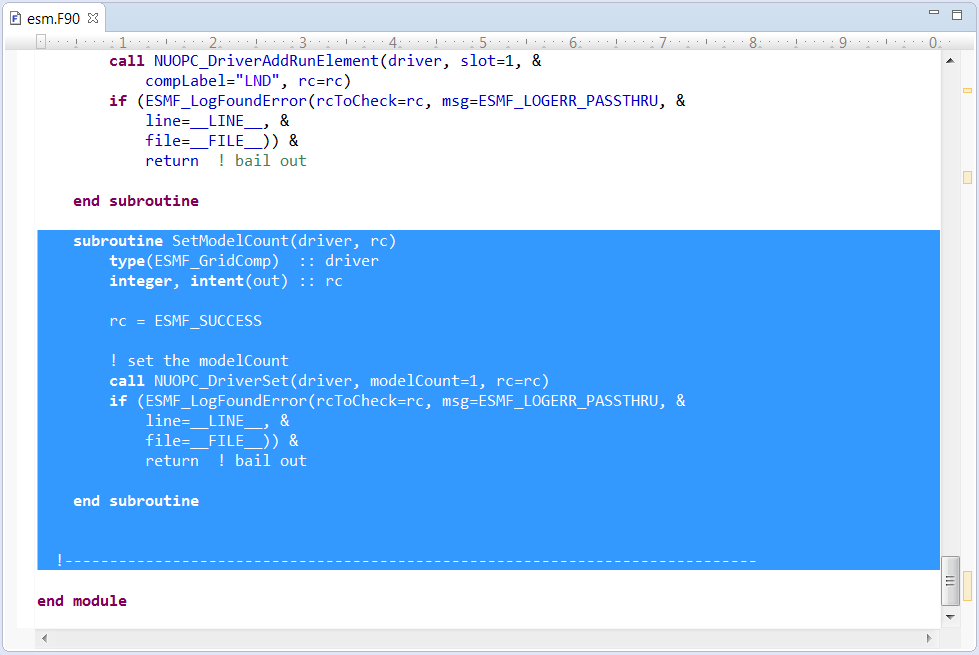 esm.F90
1 2 3 4 5 6 7 8 9 0
call NUOPC_DriverAddRunElement(driver, slot=1, &
compLabel="LND", rc=rc)
if (ESMF_LogFoundError(rcToCheck=rc, msg=ESMF_LOGERR_PASSTHRU, &
line=__LINE__, &
file=__FILE__)) &
return  ! bail out
end subroutine
subroutine SetModelCount(driver, rc)
type(ESMF_GridComp)  :: driver
integer, intent(out) :: rc
rc = ESMF_SUCCESS
! set the modelCount
call NUOPC_DriverSet(driver, modelCount=1, rc=rc)
if (ESMF_LogFoundError(rcToCheck=rc, msg=ESMF_LOGERR_PASSTHRU, &
line=__LINE__, &
file=__FILE__)) &
return  ! bail out
end subroutine
!-----------------------------------------------------------------------------
end module